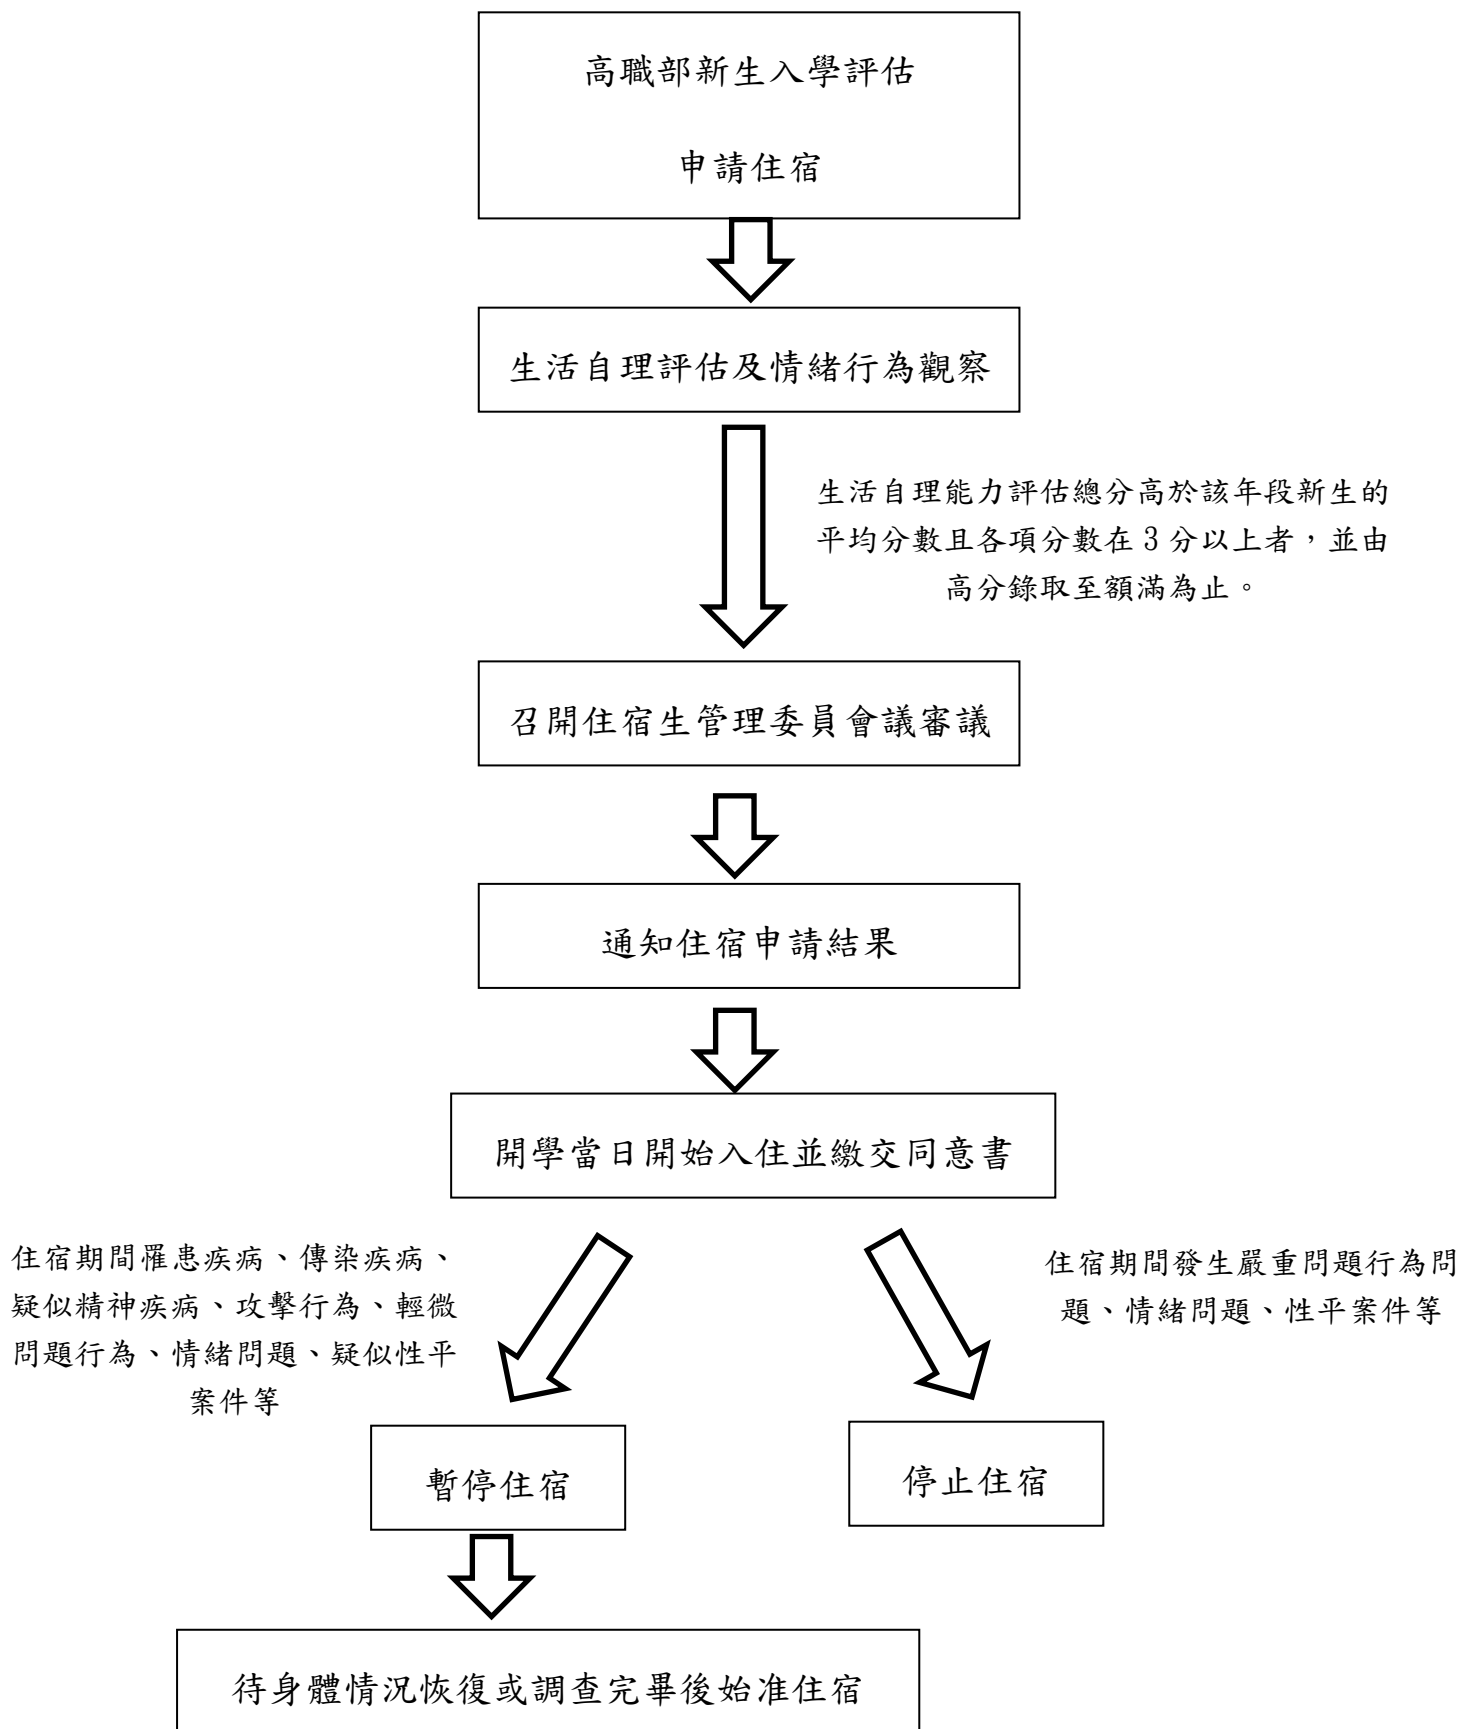 高職部新生入學評估
申請住宿
生活自理評估及情緒行為觀察
生活自理能力評估總分高於該年段新生的
平均分數且各項分數在 3 分以上者，並由
高分錄取至額滿為止。
召開住宿生管理委員會議審議
通知住宿申請結果
開學當日開始入住並繳交同意書
住宿期間罹患疾病、傳染疾病、
疑似精神疾病、攻擊行為、輕微
問題行為、情緒問題、疑似性平
案件等
住宿期間發生嚴重問題行為問
題、情緒問題、性平案件等
暫停住宿
停止住宿
待身體情況恢復或調查完畢後始准住宿